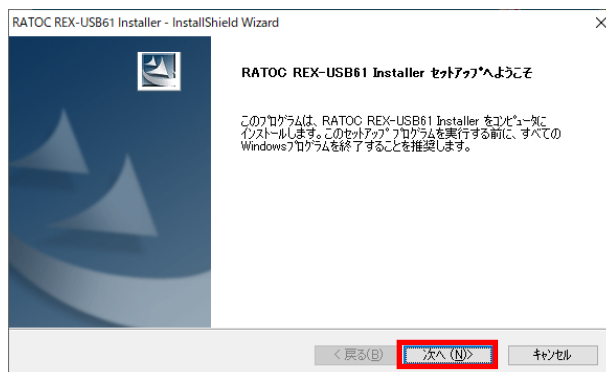 RATOC REX-USB61 Installer - InstallShield Wizard
RATOC REX-USB61 Installer ｾｯﾄｱｯﾌﾟへようこそ
このﾌﾟﾛｸﾞﾗﾑは、RATOC REX-USB61 Installer をｺﾝﾋﾟｭｰﾀに
ｲﾝｽﾄｰﾙします。このｾｯﾄｱｯﾌﾟ ﾌﾟﾛｸﾞﾗﾑを実行する前に、すべての
Windowsﾌﾟﾛｸﾞﾗﾑを終了することを推奨します。
< 戻る(B)
次へ (N)>
ｷｬﾝｾﾙ